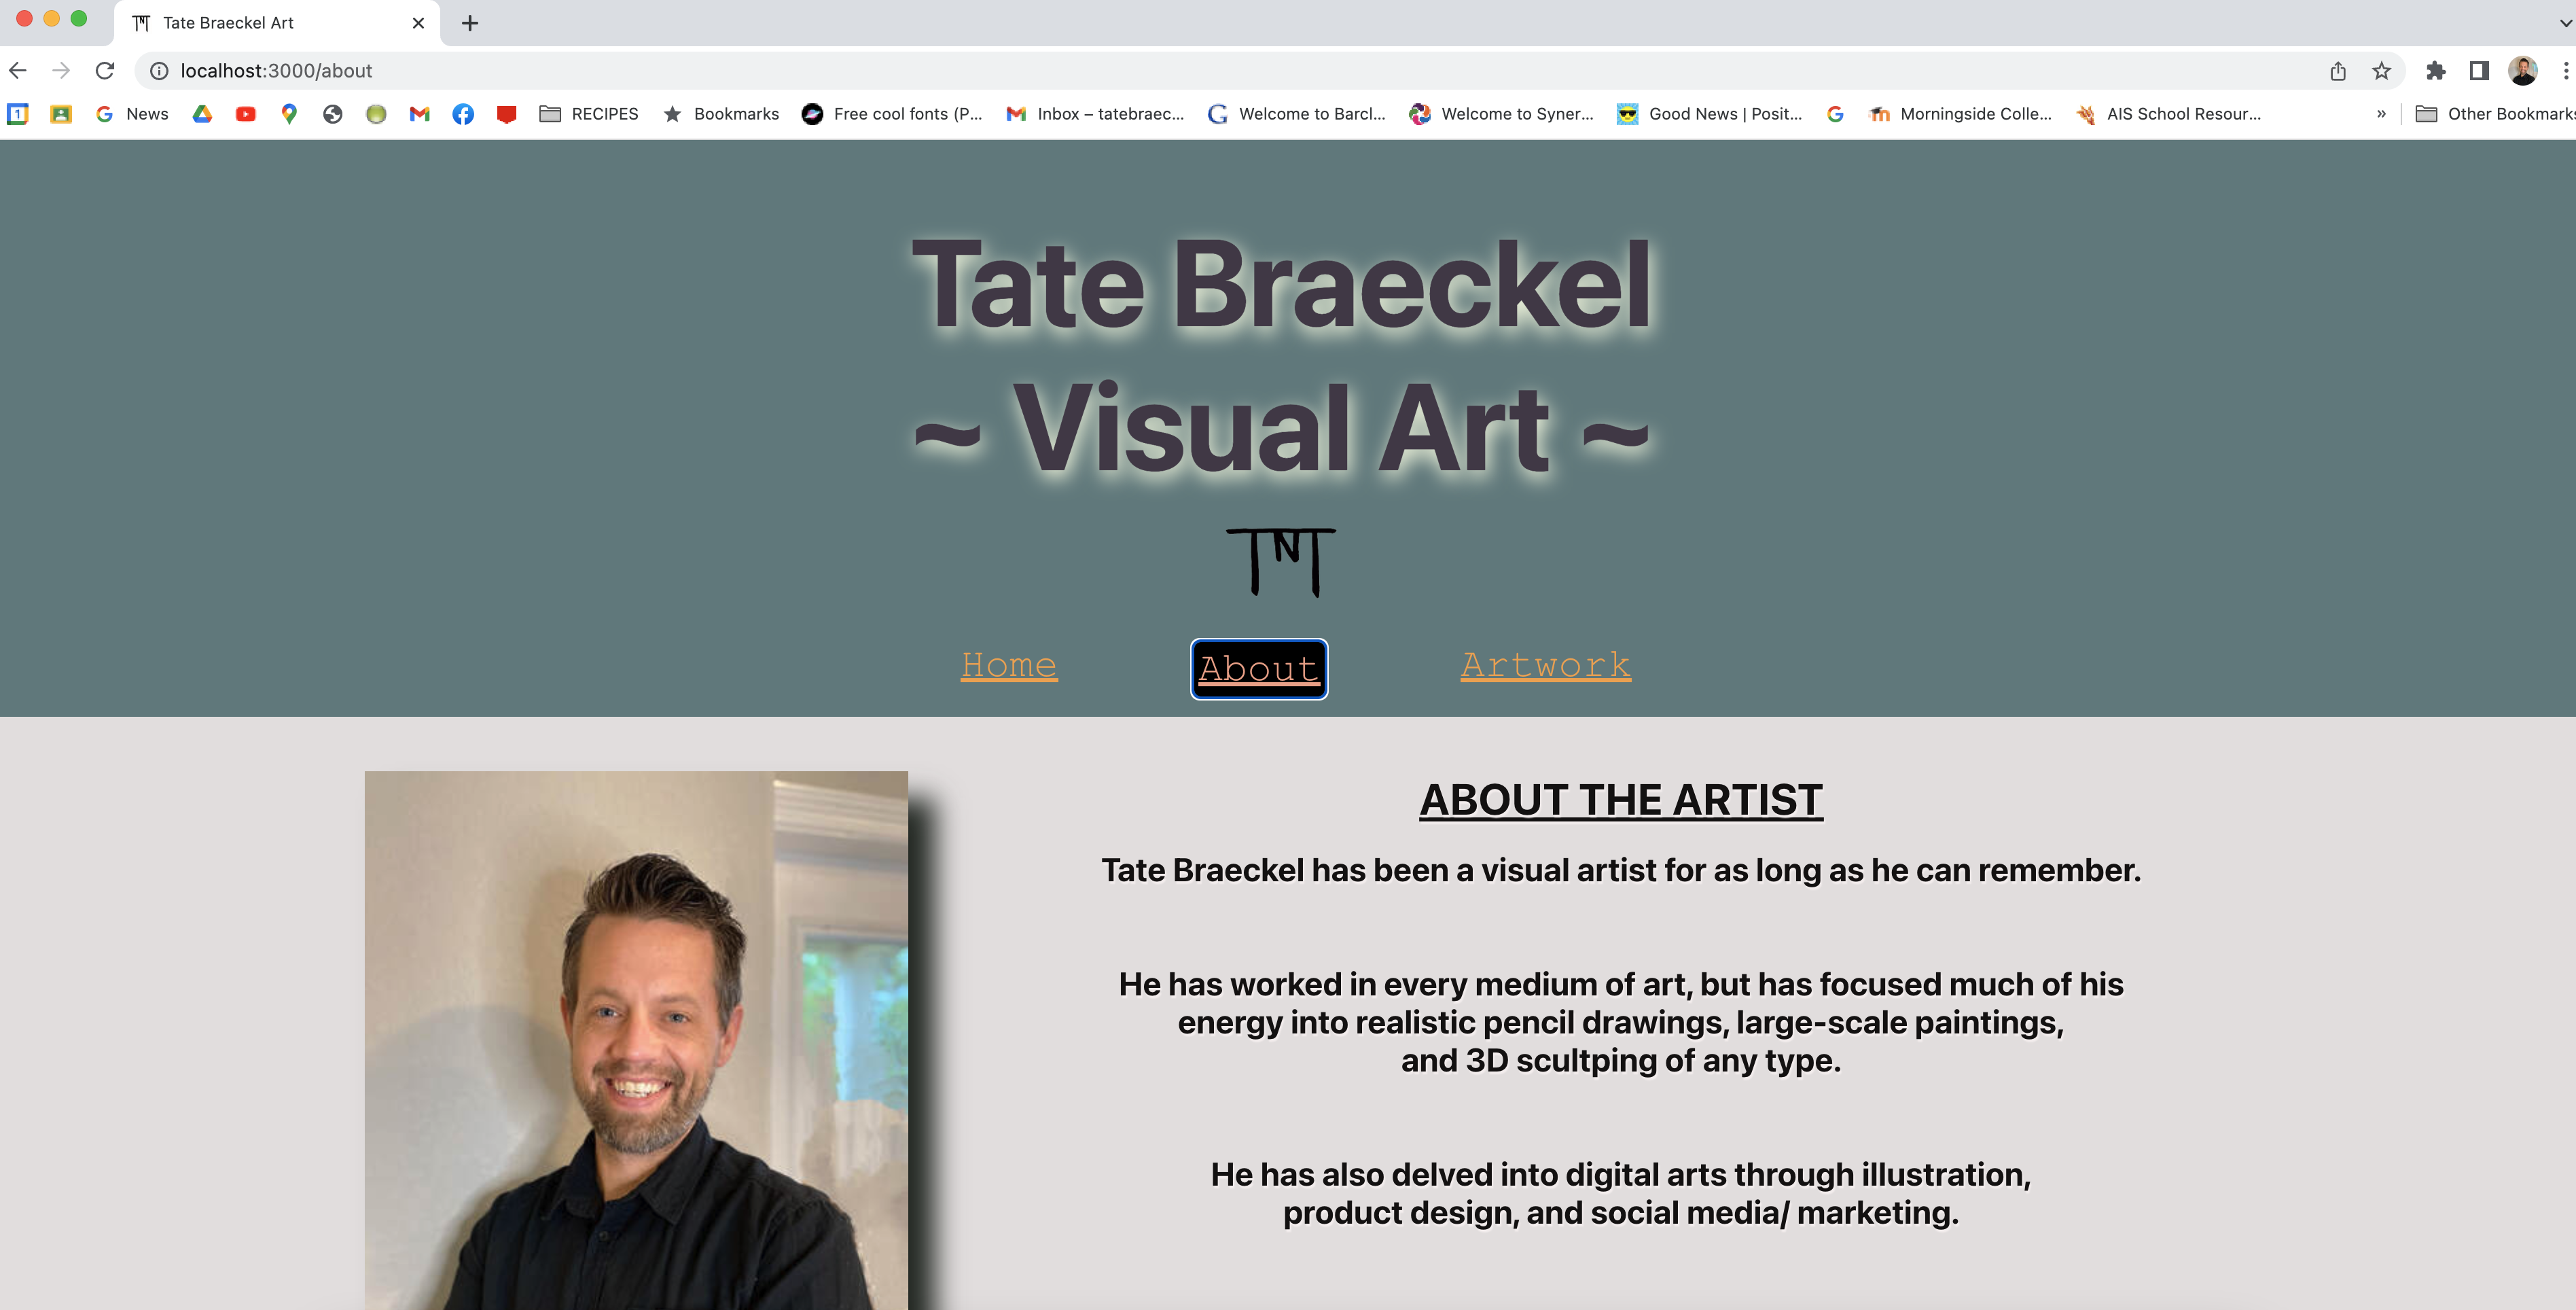 Tate Braeckel Art
localhost:3000/about
News
RECIPES
Bookmarks
Free cool fonts (P...
Inbox – tatebraec...
Welcome to Barcl...
Welcome to Syner...
Good News | Posit...
Morningside Colle...
AIS School Resour...
»
Other Bookmarks
Tate Braeckel
~ Visual Art ~
TNT
Home
About
Artwork
ABOUT THE ARTIST
Tate Braeckel has been a visual artist for as long as he can remember.
He has worked in every medium of art, but has focused much of his
energy into realistic pencil drawings, large-scale paintings,
and 3D scultping of any type.
He has also delved into digital arts through illustration,
product design, and social media/ marketing.